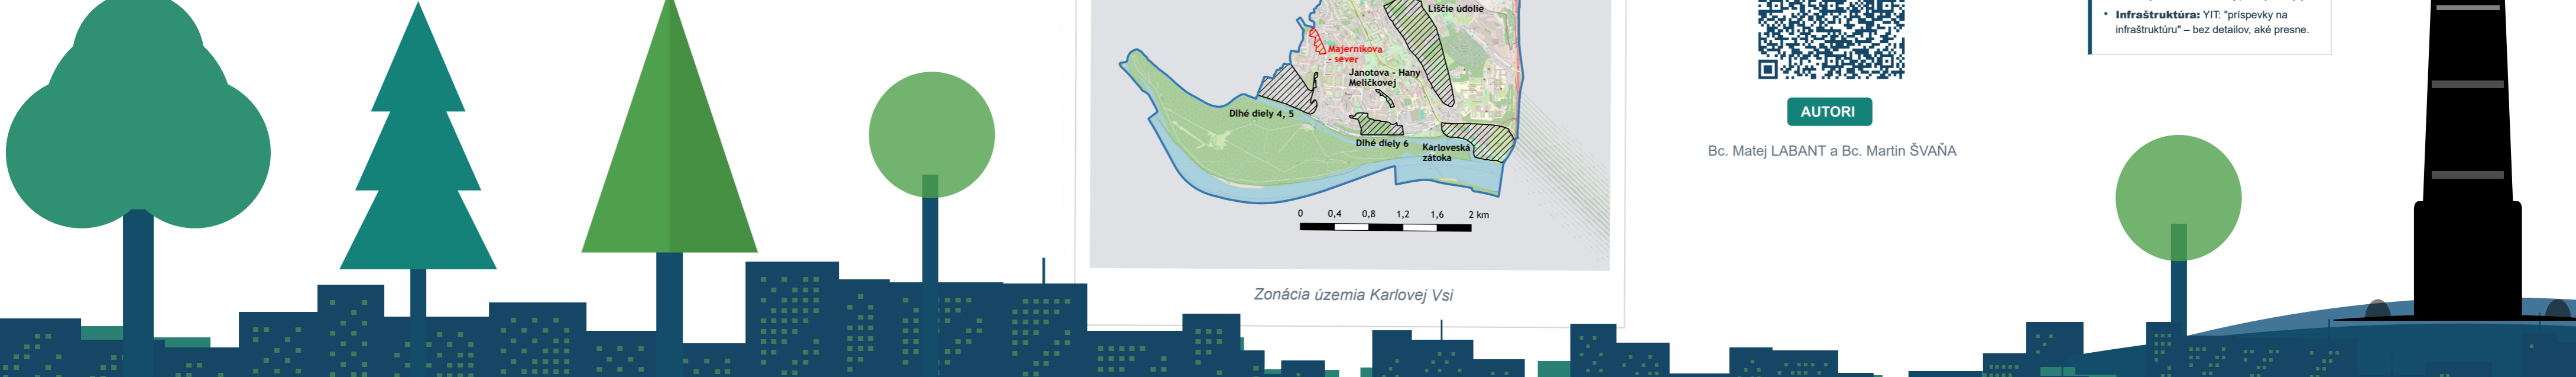 Líščie údolie
Majerníkova
- sever
Janotova - Hany
Meličkovej
Dlhé diely 4, 5
Dlhé diely 6
Karloveská
zátoka
0 0,4 0,8 1,2 1,6 2 km
Zonácia územia Karlovej Vsi
AUTORI
Bc. Matej LABANT a Bc. Martin ŠVAŇA
• Infraštruktúra: YIT: "príspevky na
infraštruktúru" – bez detailov, aké presne.